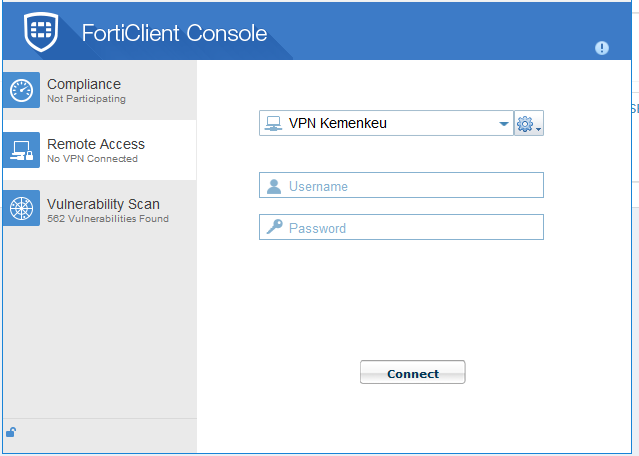 FortiClient Console
Compliance
Not Participating
Remote Access
No VPN Connected
Vulnerability Scan
562 Vulnerabilities Found
VPN Kemenkeu
Username
Password
Connect